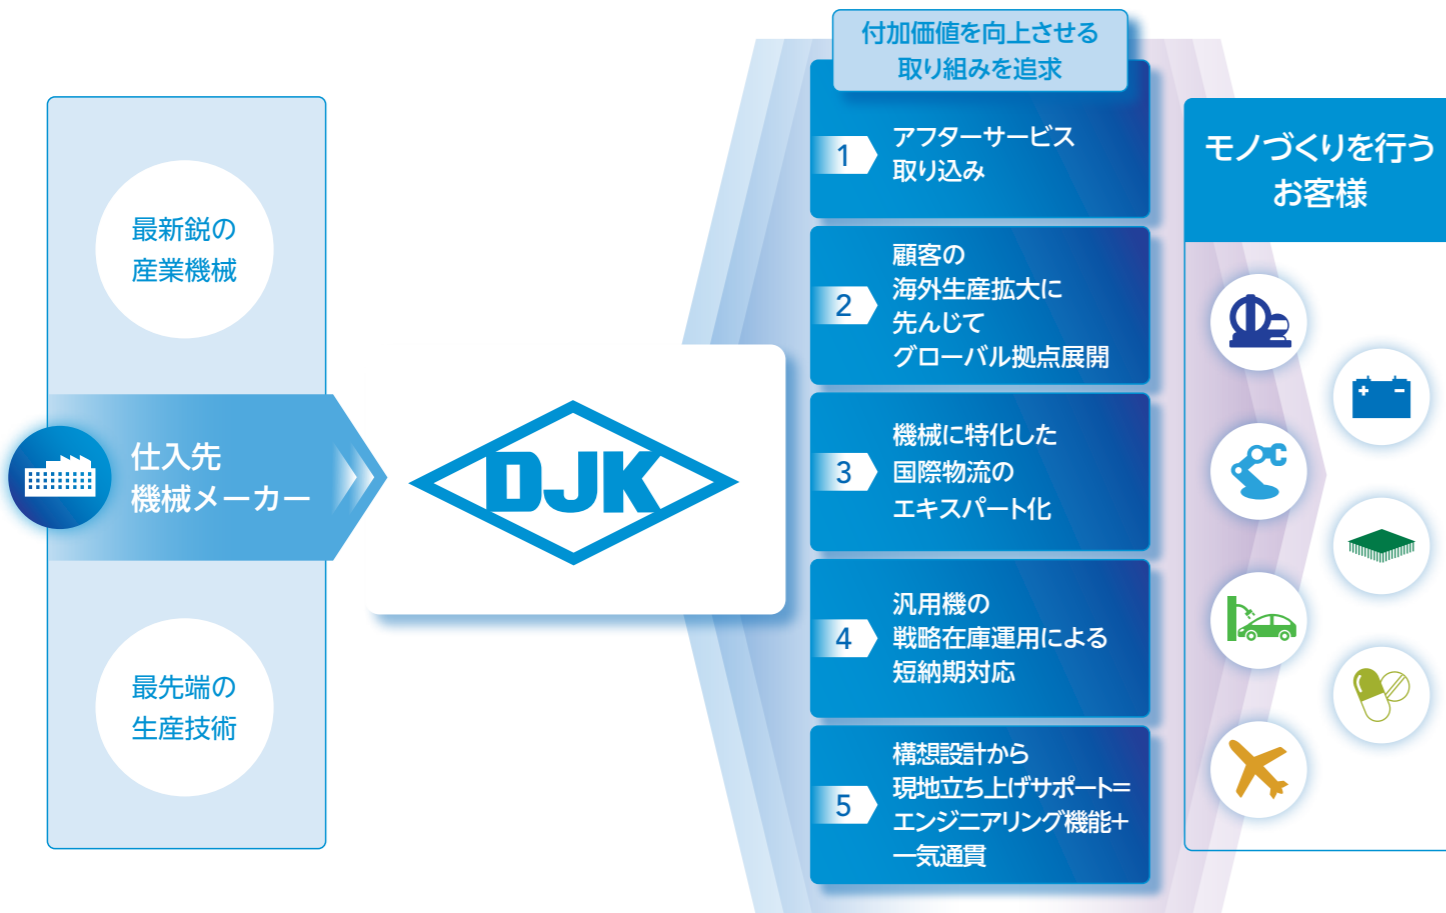 最新鋭の
産業機械
仕入先
機械メーカー
最先端の
生産技術
DJK
付加価値を向上させる
取り組みを追求
1
アフターサービス
取り込み
2
顧客の
海外生産拡大に
先んじて
グローバル拠点展開
3
機械に特化した
国際物流の
エキスパート化
4
汎用機の
戦略在庫運用による
短納期対応
5
構想設計から
現地立ち上げサポート=
エンジニアリング機能+
一気通貫
モノづくりを行う
お客様